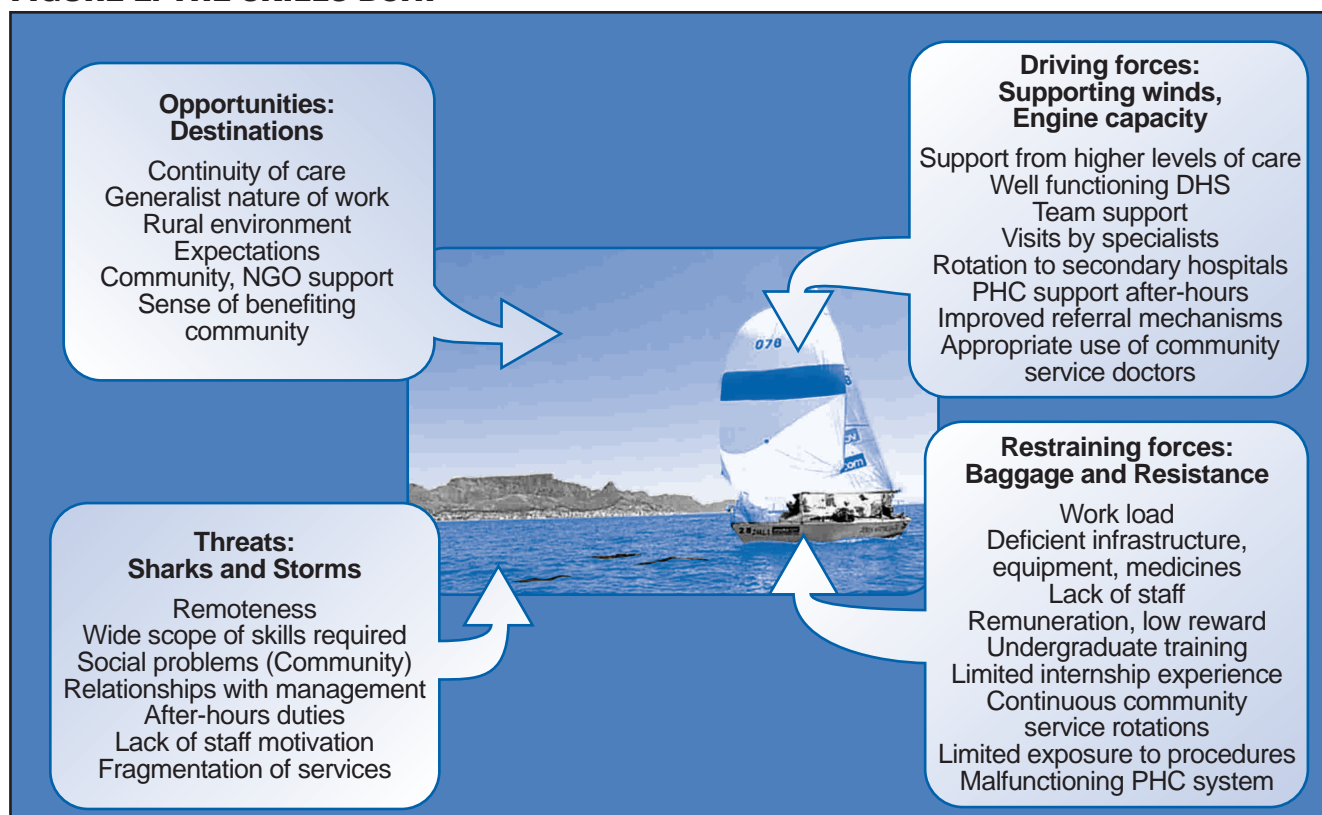 Opportunities:
Destinations
Continuity of care
Generalist nature of work
Rural environment
Expectations
Community, NGO support
Sense of benefiting
community
Driving forces:
Supporting winds,
Engine capacity
Support from higher levels of care
Well functioning DHS
Team support
Visits by specialists
Rotation to secondary hospitals
PHC support after-hours
Improved referral mechanisms
Appropriate use of community
service doctors
078
.com
Threats:
Sharks and Storms
Remoteness
Wide scope of skills required
Social problems (Community)
Relationships with management
After-hours duties
Lack of staff motivation
Fragmentation of services
Restraining forces:
Baggage and Resistance
Work load
Deficient infrastructure,
equipment, medicines
Lack of staff
Remuneration, low reward
Undergraduate training
Limited internship experience
Continuous community
service rotations
Limited exposure to procedures
Malfunctioning PHC system